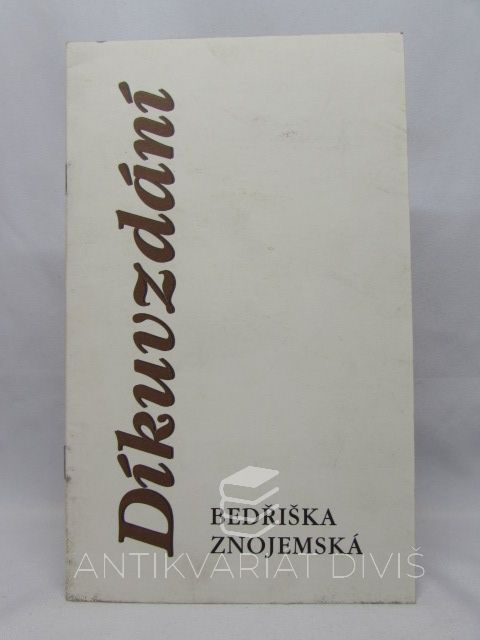 Díkuvzdání
BEDŘIŠKA
ZNOJEMSKÁ
ANTIKVARIÁT DIVIŠ